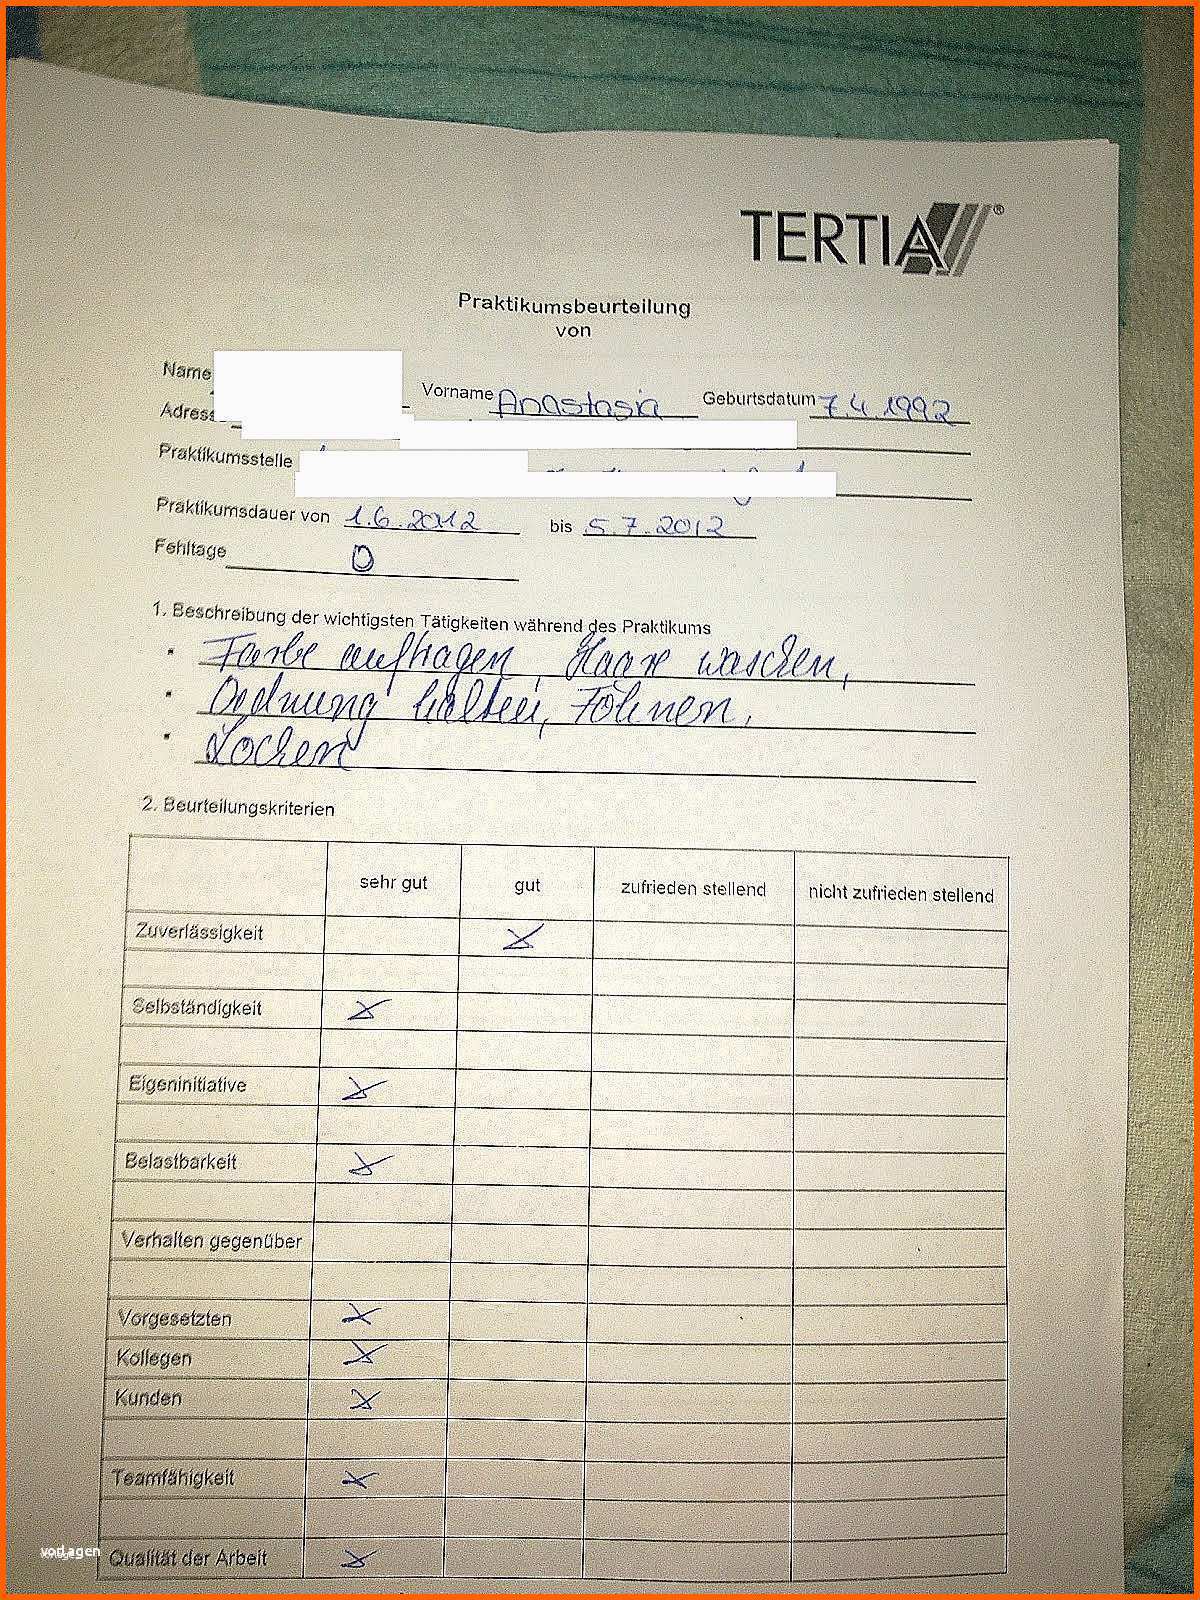 TERTIA®
Praktikumsbeurteilung
von
Name Vorname Anastasia Geburtsdatum 7.4.1992
Adress
Praktikumsstelle
Praktikumsdauer von 1.6.2012 bis 5.7.2012
Fehltage 0
1. Beschreibung der wichtigsten Tätigkeiten während des Praktikums
• Farbe auftragen, Haare waschen,
• Ordnung halten, Föhnen,
• Locken
2. Beurteilungskriterien
sehr gut gut zufrieden stellend nicht zufrieden stellend
Zuverlässigkeit x
Selbständigkeit x
Eigeninitiative x
Belastbarkeit x
Verhalten gegenüber
Vorgesetzten x
Kollegen x
Kunden x
Teamfähigkeit x
Qualität der Arbeit x
vorlagen